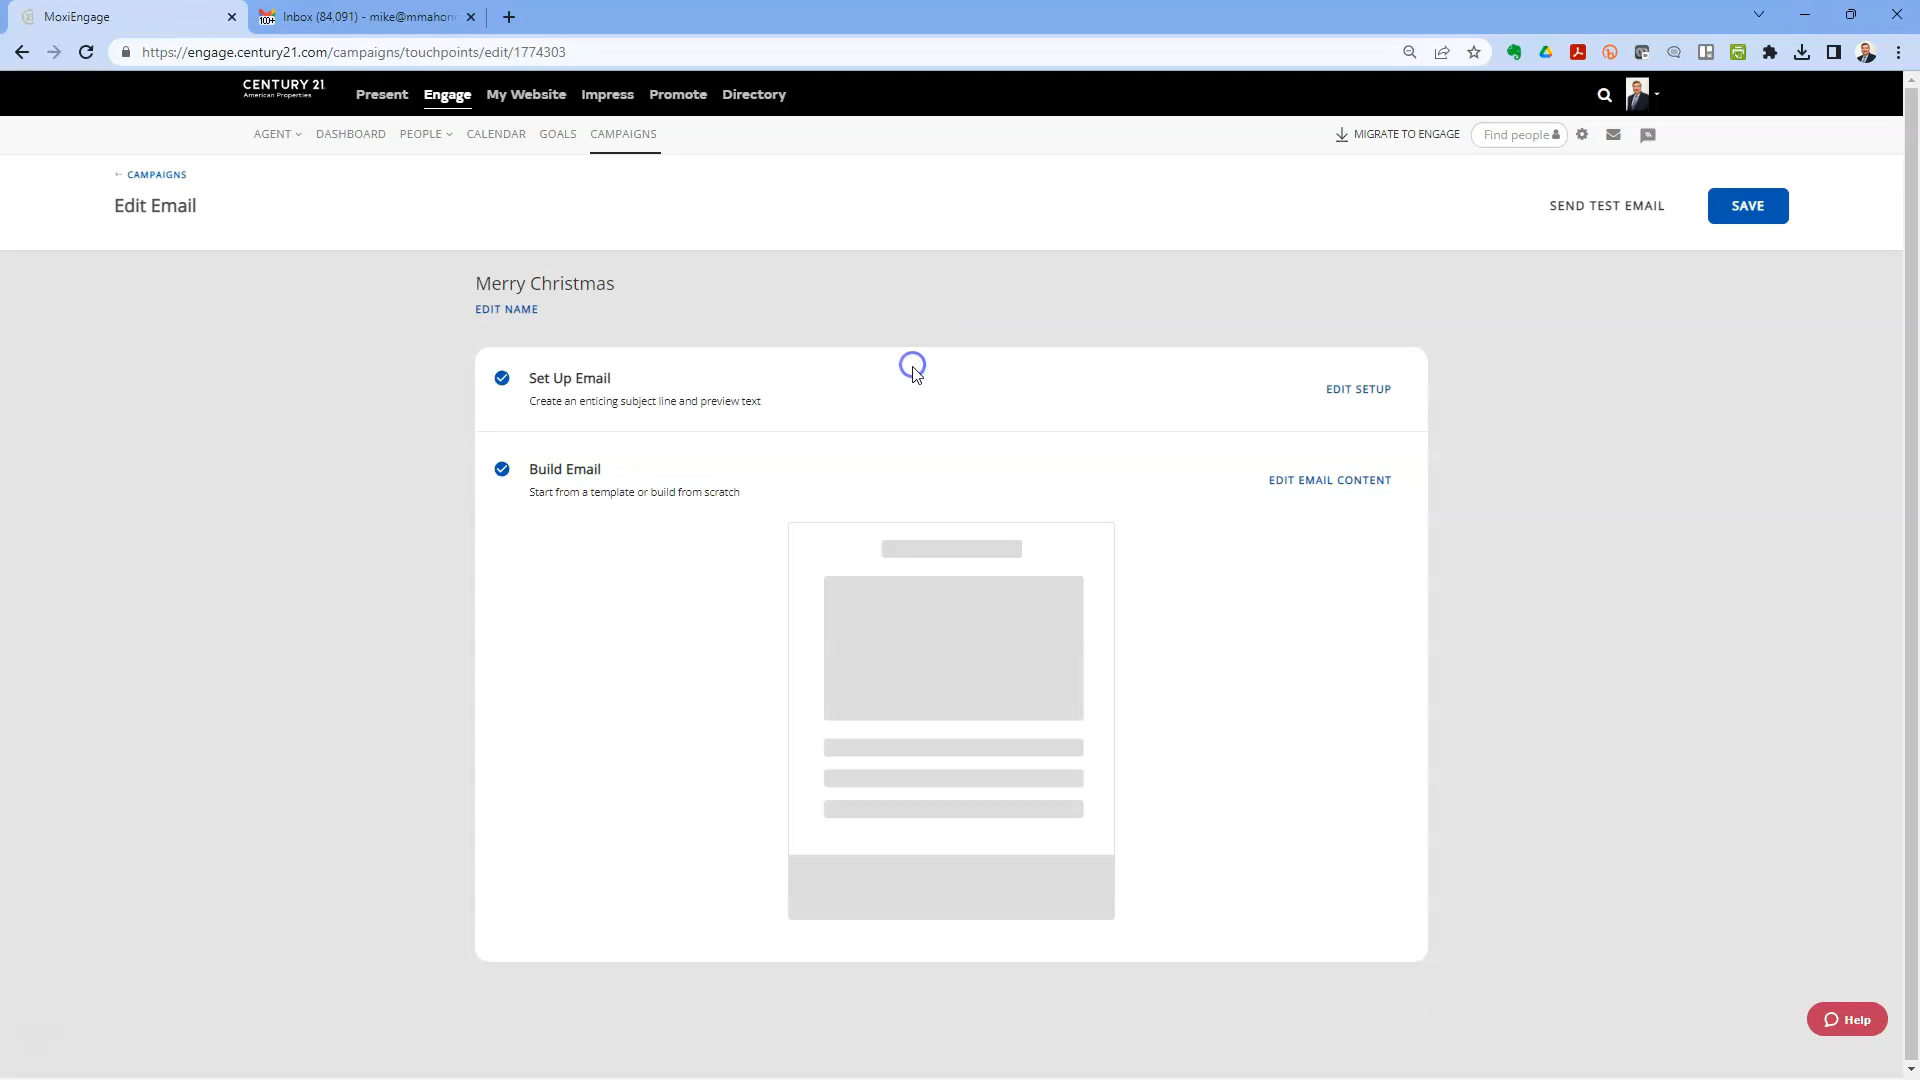 MoxiEngage
100+
Inbox (84,091) - mike@mmahon
https://engage.century21.com/campaigns/touchpoints/edit/1774303
CENTURY 21
American Properties
Present Engage My Website Impress Promote Directory
AGENT DASHBOARD PEOPLE CALENDAR GOALS CAMPAIGNS
MIGRATE TO ENGAGE
Find people
← CAMPAIGNS
Edit Email
SEND TEST EMAIL
SAVE
Merry Christmas
EDIT NAME
Set Up Email
Create an enticing subject line and preview text
EDIT SETUP
Build Email
Start from a template or build from scratch
EDIT EMAIL CONTENT
Help